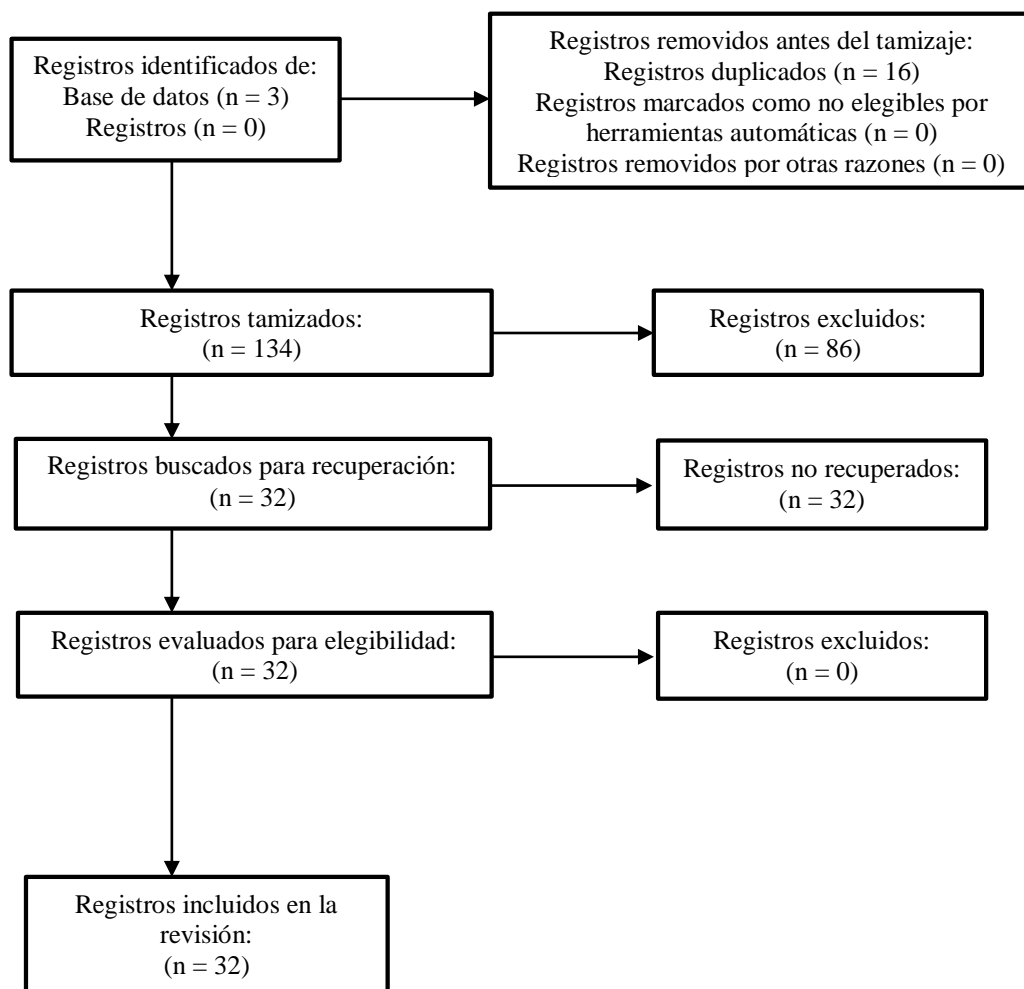 Registros identificados de:
Base de datos (n = 3)
Registros (n = 0)
Registros removidos antes del tamizaje:
Registros duplicados (n = 16)
Registros marcados como no elegibles por
herramientas automáticas (n = 0)
Registros removidos por otras razones (n = 0)
Registros tamizados:
(n = 134)
Registros excluidos:
(n = 86)
Registros buscados para recuperación:
(n = 32)
Registros no recuperados:
(n = 32)
Registros evaluados para elegibilidad:
(n = 32)
Registros excluidos:
(n = 0)
Registros incluidos en la
revisión:
(n = 32)